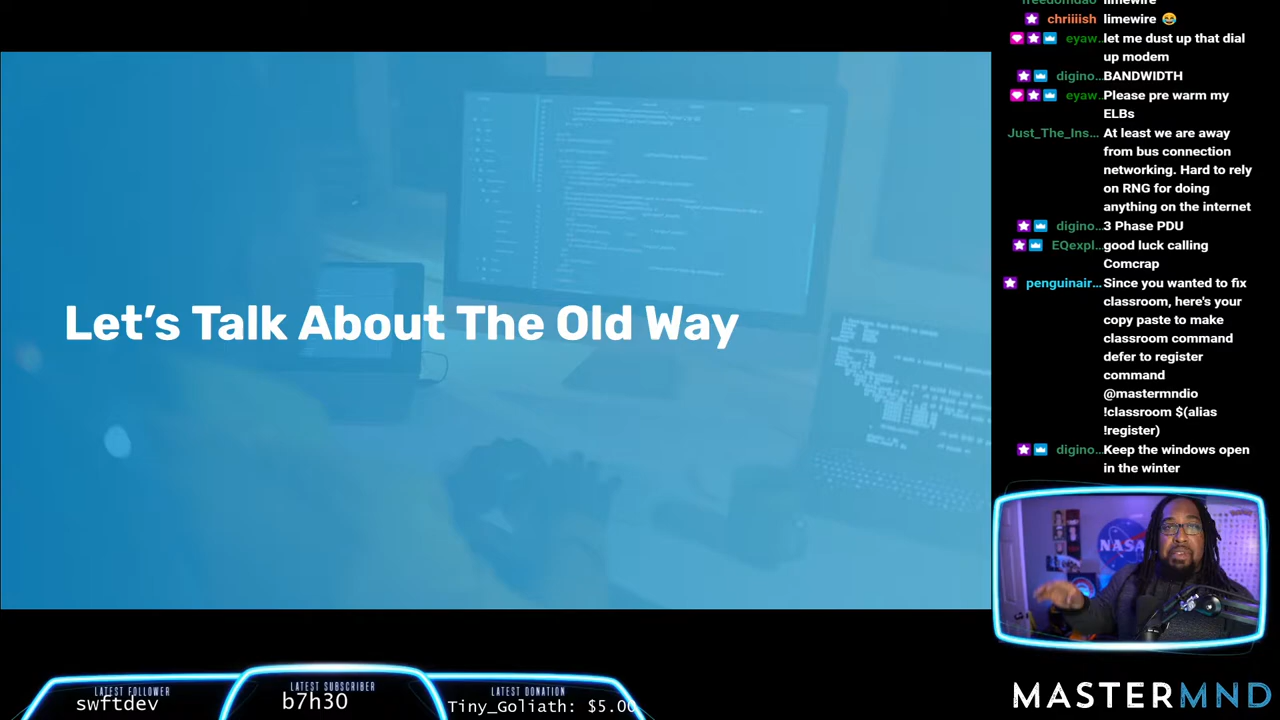 Let's Talk About The Old Way
chriiiish limewire 😂
eyaw... let me dust up that dial
up modem
digino... BANDWIDTH
eyaw... Please pre warm my
ELBs
Just_The_Ins... At least we are away
from bus connection
networking. Hard to rely
on RNG for doing
anything on the internet
digino... 3 Phase PDU
EQexpl... good luck calling
Comcrap
penguinair... Since you wanted to fix
classroom, here's your
copy paste to make
classroom command
defer to register
command
@mastermndio
!classroom $(alias
!register)
digino... Keep the windows open
in the winter
NASA
LATEST FOLLOWER
swftdev
LATEST SUBSCRIBER
b7h30
LATEST DONATION
Tiny_Goliath: $5.00
MASTERMND